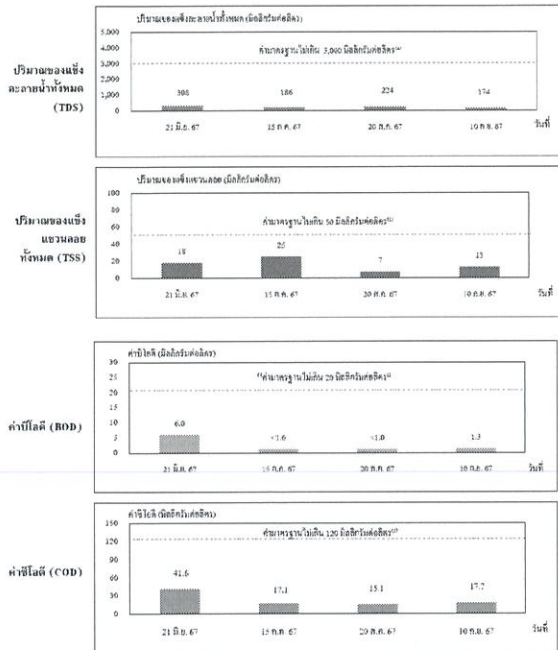 ปริมาณของแข็งละลายน้ำทั้งหมด (มิลลิกรัมต่อลิตร)
5,000
4,000
3,000
2,000
1,000
0
ค่ามาตรฐานไม่เกิน 3,000 มิลลิกรัมต่อลิตร
ปริมาณของแข็ง
ละลายน้ำทั้งหมด
(TDS)
308 186 224 174
21 มิ.ย. 67 15 ก.ค. 67 20 ส.ค. 67 10 ก.ย. 67 วันที่
ปริมาณของแข็งแขวนลอย (มิลลิกรัมต่อลิตร)
100
80
60
40
20
0
ค่ามาตรฐานไม่เกิน 50 มิลลิกรัมต่อลิตร
ปริมาณของแข็ง
แขวนลอย
ทั้งหมด (TSS)
18 25 7 13
21 มิ.ย. 67 15 ก.ค. 67 20 ส.ค. 67 10 ก.ย. 67 วันที่
ค่าบีโอดี (มิลลิกรัมต่อลิตร)
30
25
20
15
10
5
0
ค่ามาตรฐานไม่เกิน 20 มิลลิกรัมต่อลิตร
ค่าบีโอดี (BOD)
6.0 <1.0 <1.0 1.3
21 มิ.ย. 67 15 ก.ค. 67 20 ส.ค. 67 10 ก.ย. 67 วันที่
ค่าซีโอดี (มิลลิกรัมต่อลิตร)
150
120
90
60
30
0
ค่ามาตรฐานไม่เกิน 120 มิลลิกรัมต่อลิตร
ค่าซีโอดี (COD)
41.6 17.1 15.1 17.7
21 มิ.ย. 67 15 ก.ค. 67 20 ส.ค. 67 10 ก.ย. 67 วันที่